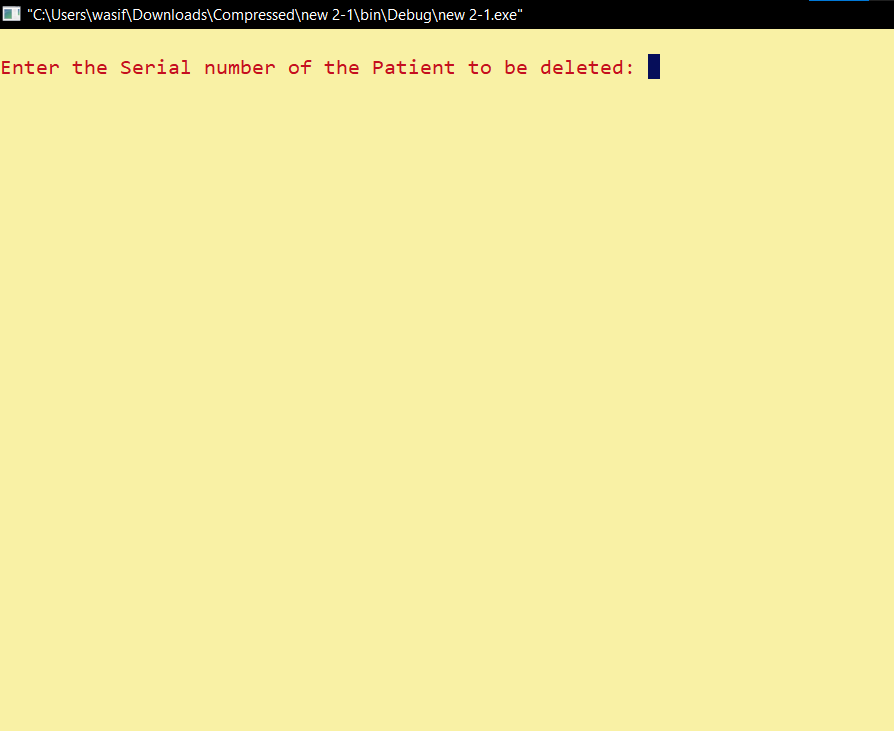 "C:\Users\wasif\Downloads\Compressed\new 2-1\bin\Debug\new 2-1.exe"
Enter the Serial number of the Patient to be deleted: